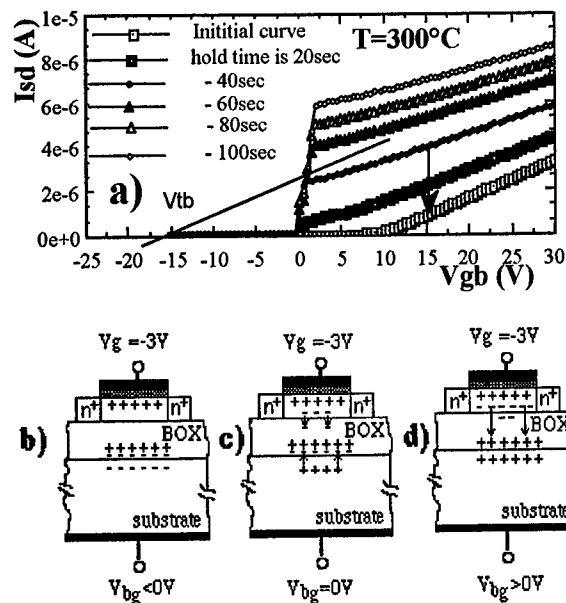 1e-5
8e-6
6e-6
4e-6
2e-6
0e+0
Isd (A)
Inititial curve
hold time is 20sec
- 40sec
- 60sec
- 80sec
- 100sec
T=300°C
a)
Vtb
-25 -20 -15 -10 -5 0 5 10 15 20 25 30
Vgb (V)
Vg =-3V
n+ +++++ n+
BOX
b)
substrate
Vbg<0V
Vg =-3V
n+ +++++ n+
BOX
c)
substrate
Vbg=0V
Vg =-3V
n+ +++++ n+
BOX
d)
substrate
Vbg>0V